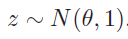 z ∼ N(θ, 1).